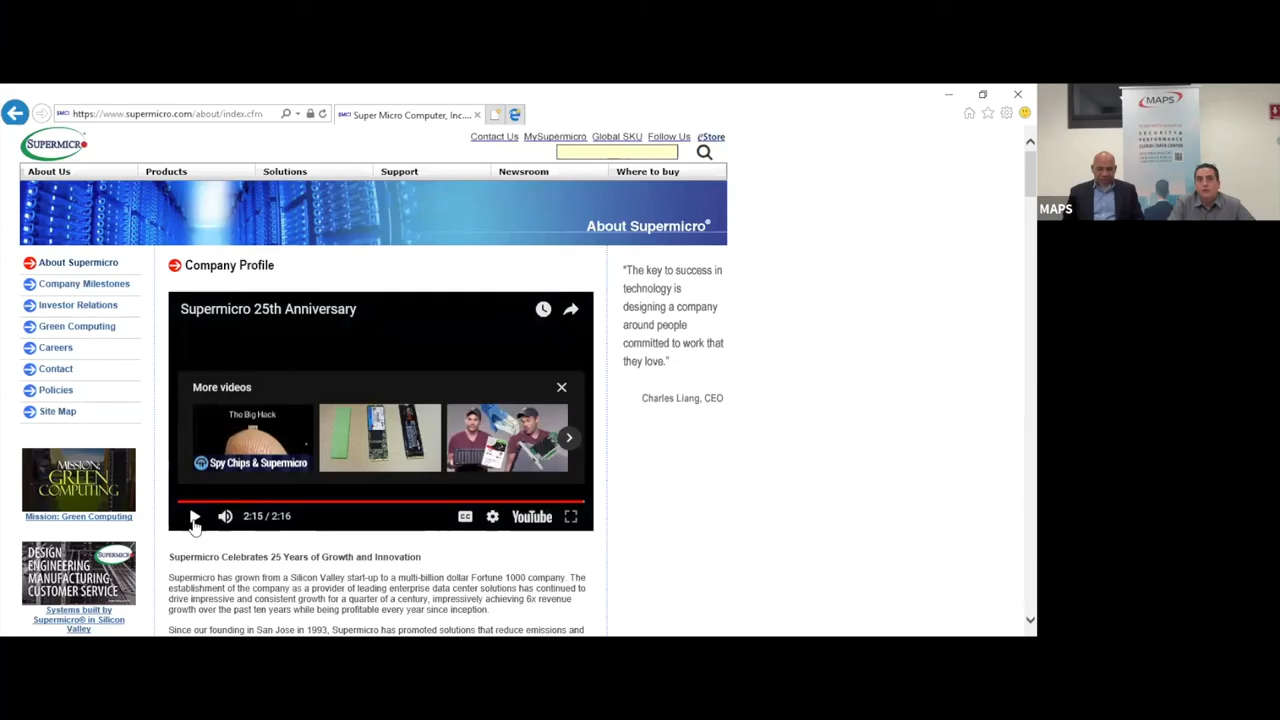 https://www.supermicro.com/about/index.cfm
Super Micro Computer, Inc....
SUPERMICR
Contact Us MySupermicro Global SKU Follow Us eStore
About Us Products Solutions Support Newsroom Where to buy
About Supermicro®
About Supermicro
Company Milestones
Investor Relations
Green Computing
Careers
Contact
Policies
Site Map
MISSION:
GREEN
COMPUTING
Mission: Green Computing
DESIGN
ENGINEERING
MANUFACTURING
CUSTOMER SERVICE
SUPERMICR
Systems built by
Supermicro® in Silicon
Valley
Company Profile
Supermicro 25th Anniversary
More videos
The Big Hack
Spy Chips & Supermicro
2:15 / 2:16
CC
YouTube
Supermicro Celebrates 25 Years of Growth and Innovation
Supermicro has grown from a Silicon Valley start-up to a multi-billion dollar Fortune 1000 company. The
establishment of the company as a provider of leading enterprise data center solutions has continued to
drive impressive and consistent growth for a quarter of a century, impressively achieving 6x revenue
growth over the past ten years while being profitable every year since inception.
Since our founding in San Jose in 1993, Supermicro has promoted solutions that reduce emissions and
"The key to success in
technology is
designing a company
around people
committed to work that
they love."
Charles Liang, CEO
MAPS
SECURITY &
PERFORMANCE
CLOUD DATA CENTER
MAPS